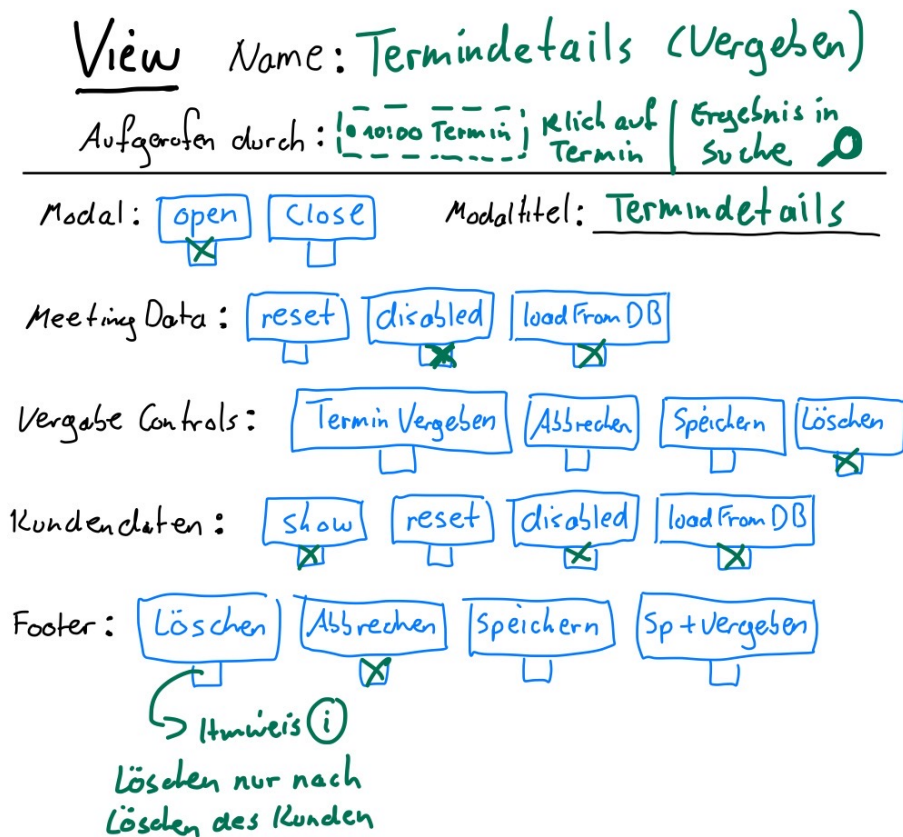 View Name: Termindetails (Vergeben)
Aufgerufen durch: 10:00 Termin Klick auf Termin | Ergebnis in Suche
Modal: open close Modaltitel: Termindetails
Meeting Data: reset disabled loadFromDB
Vergabe Controls: Termin Vergeben Abbrechen Speichern Löschen
Kundendaten: show reset disabled loadFromDB
Footer: Löschen Abbrechen Speichern Sp+Vergeben
Hinweis i
Löschen nur nach
Löschen des Kunden